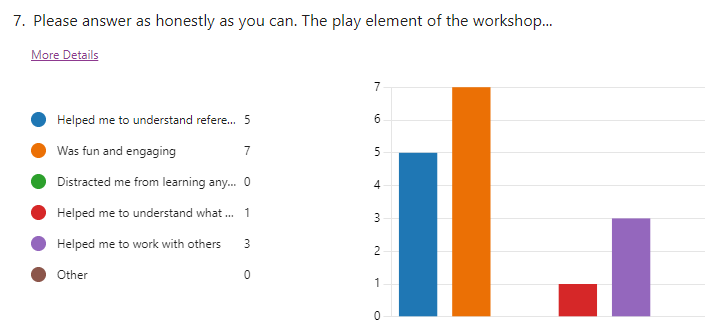 7. Please answer as honestly as you can. The play element of the workshop...
More Details
Helped me to understand refere... 5
Was fun and engaging 7
Distracted me from learning any... 0
Helped me to understand what ... 1
Helped me to work with others 3
Other 0
7
6
5
4
3
2
1
0